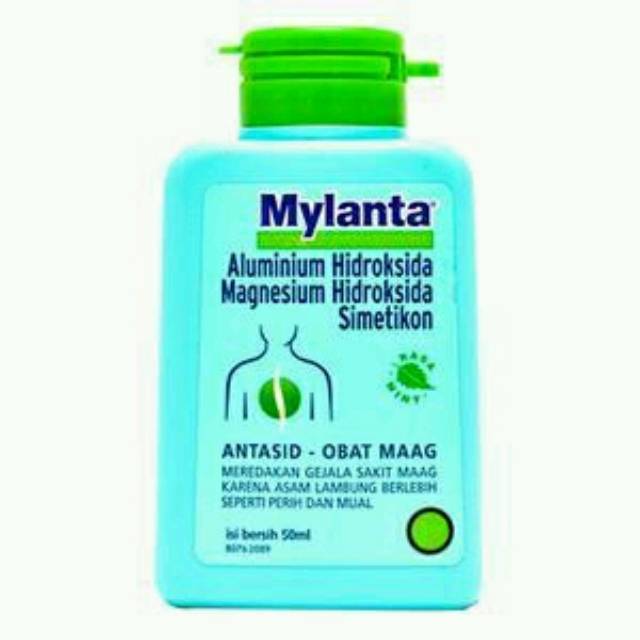 Mylanta
Aluminium Hidroksida
Magnesium Hidroksida
Simetikon
RASA
MINT
ANTASID - OBAT MAAG
MEREDAKAN GEJALA SAKIT MAAG
KARENA ASAM LAMBUNG BERLEBIH
SEPERTI PERIH DAN MUAL
isi bersih 50ml